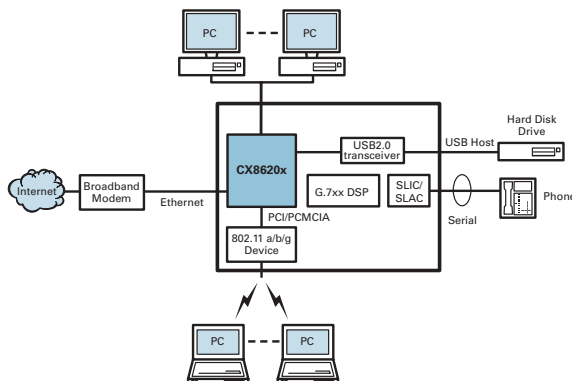 PC
PC
Hard Disk
Drive
USB2.0
transceiver
USB Host
CX8620x
Internet
Broadband
Modem
Ethernet
G.7xx DSP
SLIC/
SLAC
Phone
Serial
PCI/PCMCIA
802.11 a/b/g
Device
PC
PC